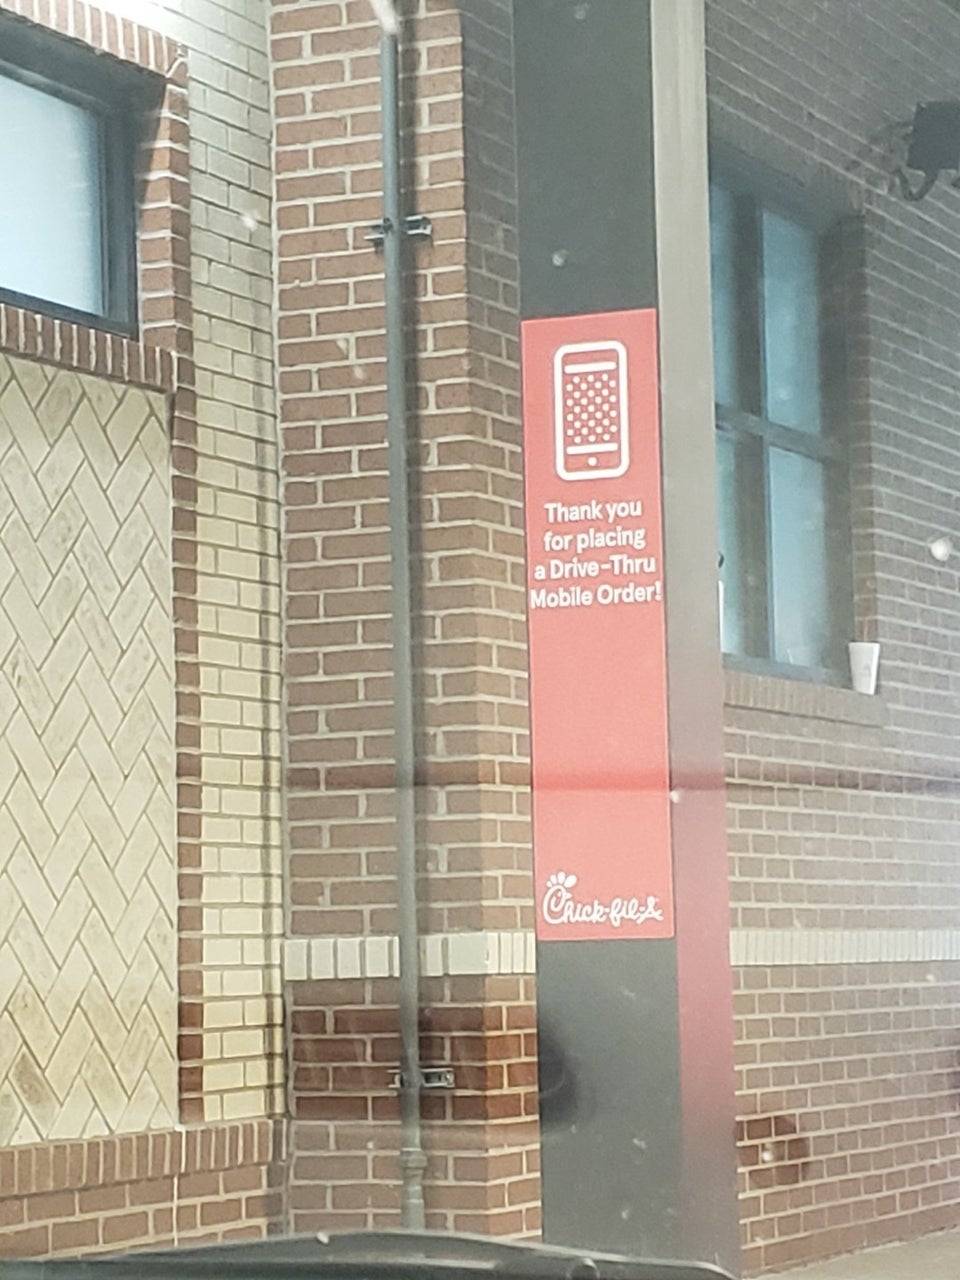 Thank you
for placing
a Drive-Thru
Mobile Order!
Chick-fil-A